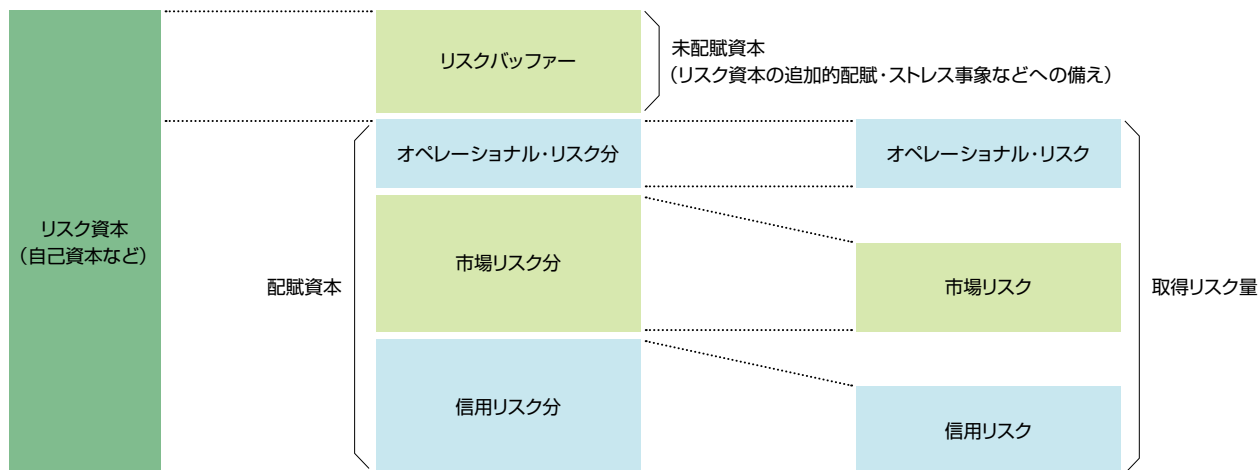 リスク資本
（自己資本など）
リスクバッファー
未配賦資本
（リスク資本の追加的配賦・ストレス事象などへの備え）
配賦資本
オペレーショナル・リスク分
市場リスク分
信用リスク分
オペレーショナル・リスク
市場リスク
信用リスク
取得リスク量